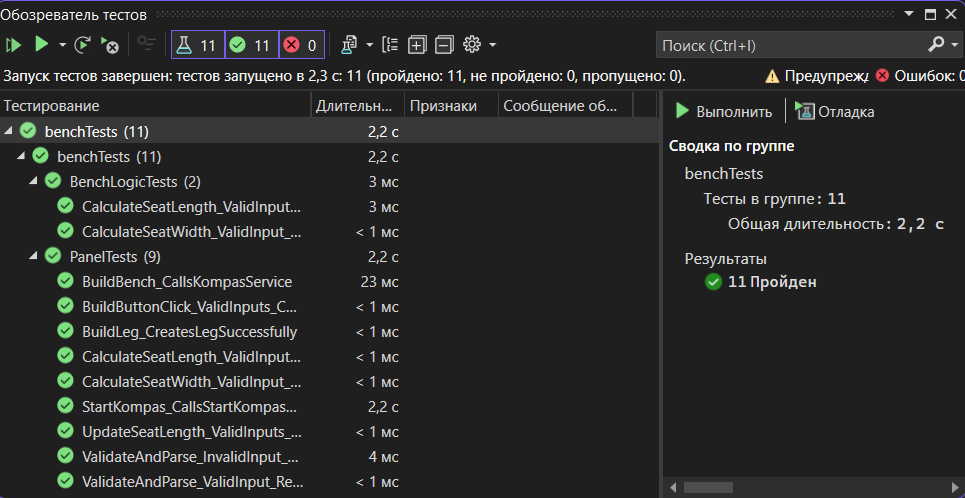 Обозреватель тестов
11 11 0
Поиск (Ctrl+I)
Запуск тестов завершен: тестов запущено в 2,3 с: 11 (пройдено: 11, не пройдено: 0, пропущено: 0).
Предупрежд
Ошибок: 0
Тестирование Длительн... Признаки Сообщение об...
benchTests (11) 2,2 с
benchTests (11) 2,2 с
BenchLogicTests (2) 3 мс
CalculateSeatLength_ValidInput... 3 мс
CalculateSeatWidth_ValidInput_... < 1 мс
PanelTests (9) 2,2 с
BuildBench_CallsKompasService 23 мс
BuildButtonClick_ValidInputs_C... < 1 мс
BuildLeg_CreatesLegSuccessfully < 1 мс
CalculateSeatLength_ValidInput... < 1 мс
CalculateSeatWidth_ValidInput_... < 1 мс
StartKompas_CallsStartKompas... 2,2 с
UpdateSeatLength_ValidInputs_... < 1 мс
ValidateAndParse_InvalidInput_... 4 мс
ValidateAndParse_ValidInput_Re... < 1 мс
Выполнить Отладка
Сводка по группе
benchTests
Тесты в группе: 11
Общая длительность: 2,2 с
Результаты
11 Пройден